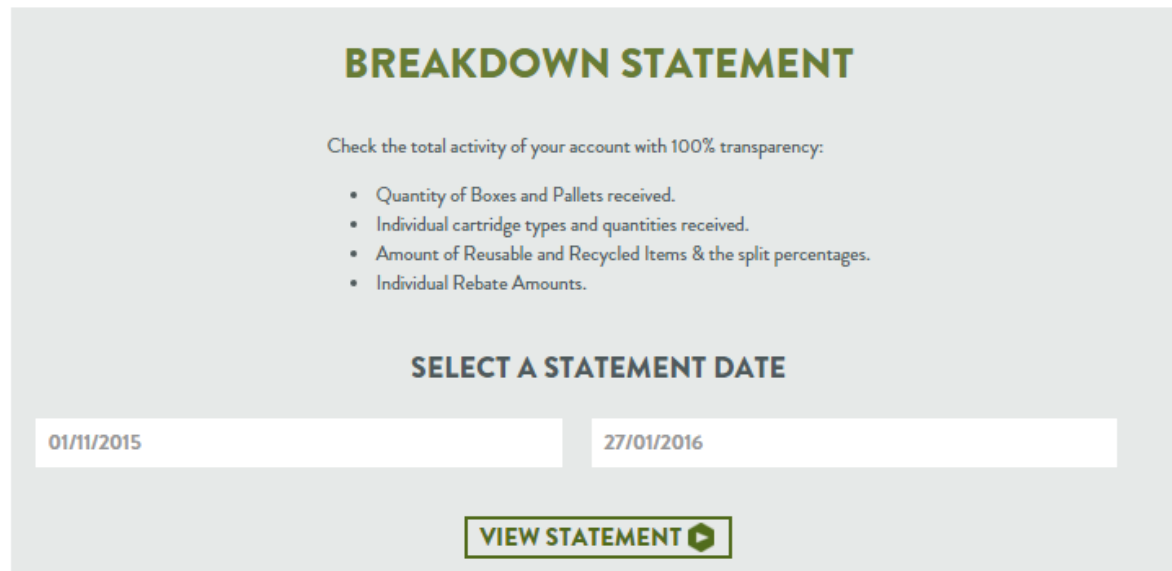 BREAKDOWN STATEMENT
Check the total activity of your account with 100% transparency:
• Quantity of Boxes and Pallets received.
• Individual cartridge types and quantities received.
• Amount of Reusable and Recycled Items & the split percentages.
• Individual Rebate Amounts.
SELECT A STATEMENT DATE
01/11/2015
27/01/2016
VIEW STATEMENT